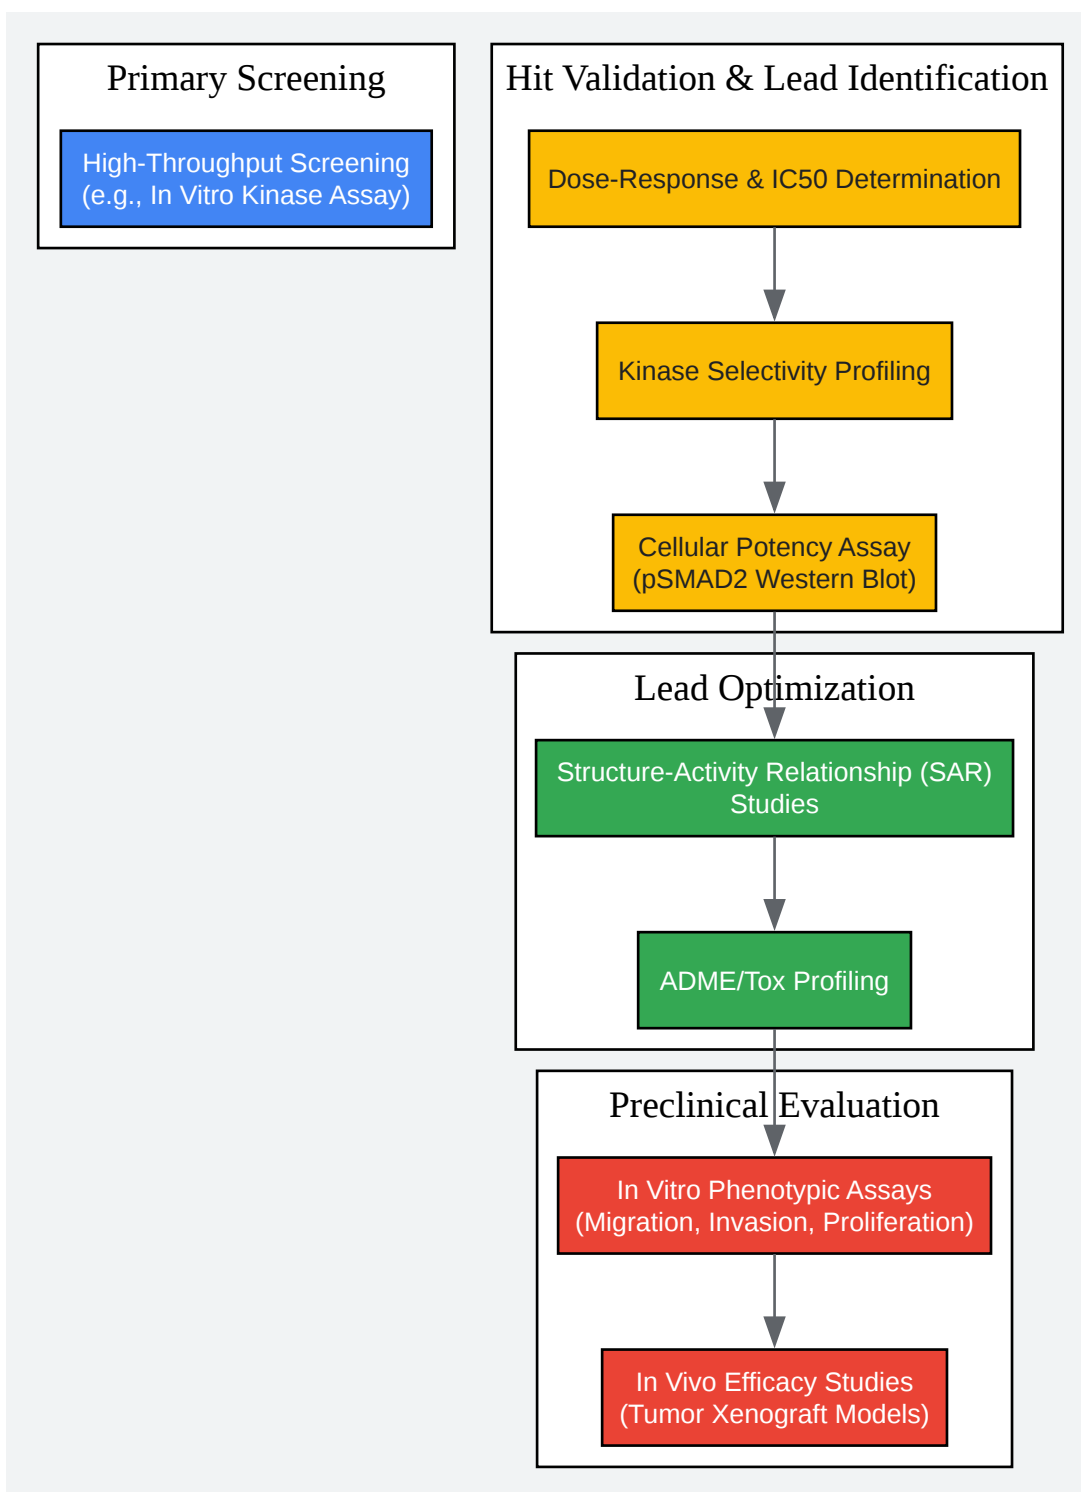 Primary Screening
High-Throughput Screening
(e.g., In Vitro Kinase Assay)
Hit Validation & Lead Identification
Dose-Response & IC50 Determination
Kinase Selectivity Profiling
Cellular Potency Assay
(pSMAD2 Western Blot)
Lead Optimization
Structure-Activity Relationship (SAR)
Studies
ADME/Tox Profiling
Preclinical Evaluation
In Vitro Phenotypic Assays
(Migration, Invasion, Proliferation)
In Vivo Efficacy Studies
(Tumor Xenograft Models)